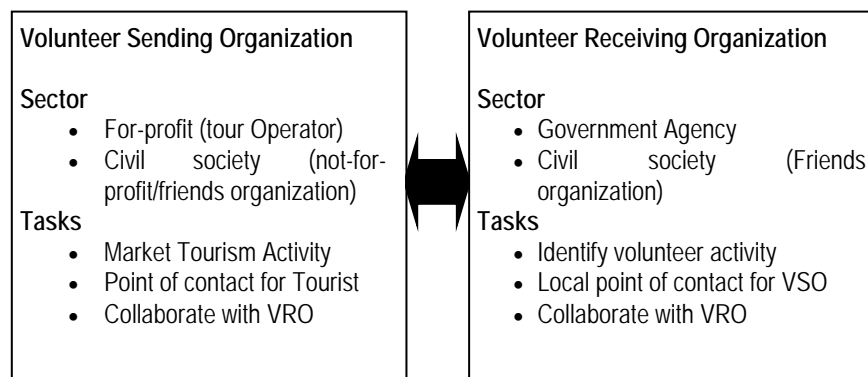 Volunteer Sending Organization
Sector
• For-profit (tour Operator)
• Civil society (not-for-
profit/friends organization)
Tasks
• Market Tourism Activity
• Point of contact for Tourist
• Collaborate with VRO
Volunteer Receiving Organization
Sector
• Government Agency
• Civil society (Friends
organization)
Tasks
• Identify volunteer activity
• Local point of contact for VSO
• Collaborate with VRO